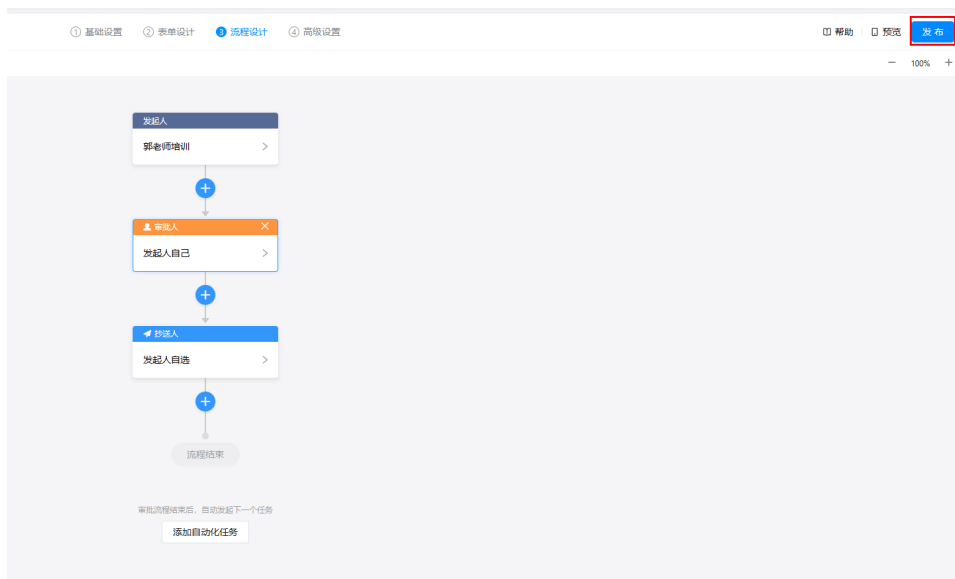 ① 基础设置 ② 表单设计 ③ 流程设计 ④ 高级设置 帮助 预览 发布
− 100% +
发起人
郭老师培训
审批人
发起人自己
抄送人
发起人自选
流程结束
审批流程结束后，自动发起下一个任务
添加自动化任务